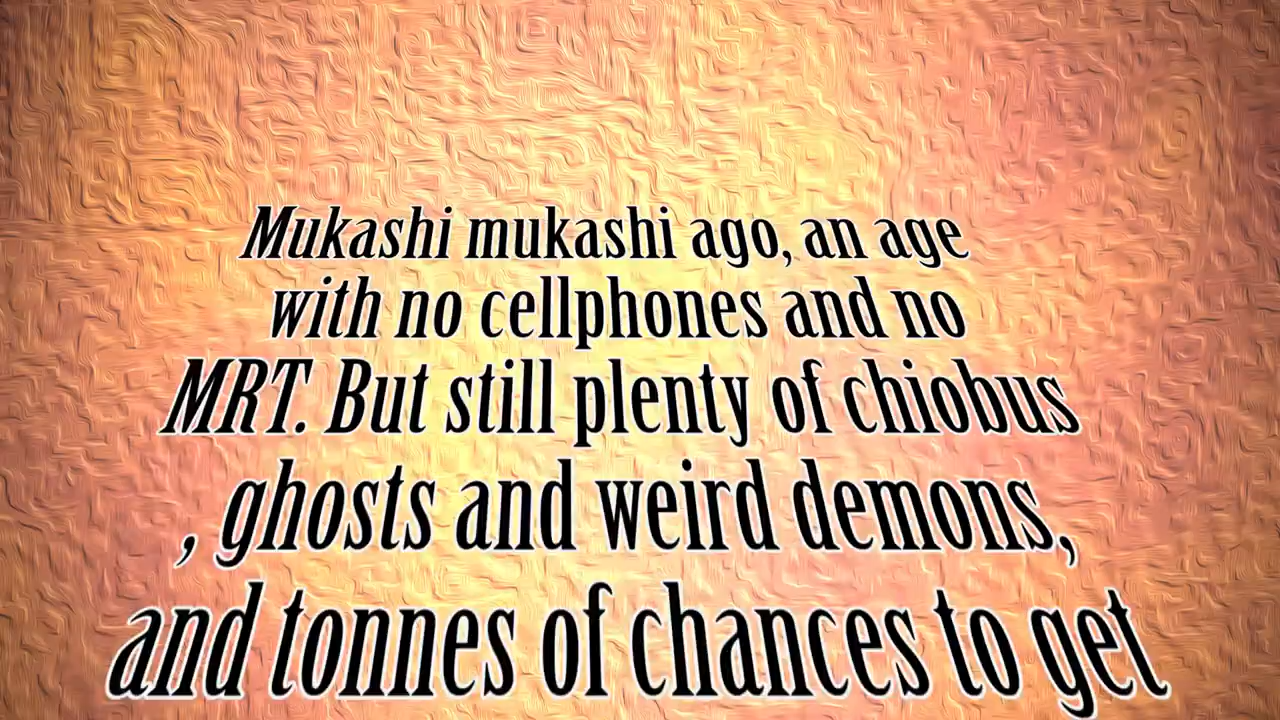 Mukashi mukashi ago, an age
with no cellphones and no
MRT. But still plenty of chiobus
, ghosts and weird demons,
and tonnes of chances to get